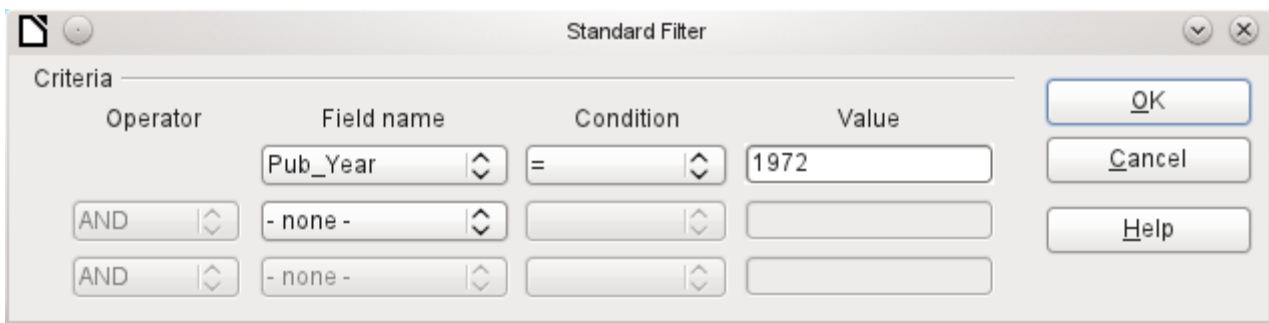 Standard Filter
Criteria
Operator Field name Condition Value
Pub_Year = 1972
AND - none -
AND - none -
OK
Cancel
Help